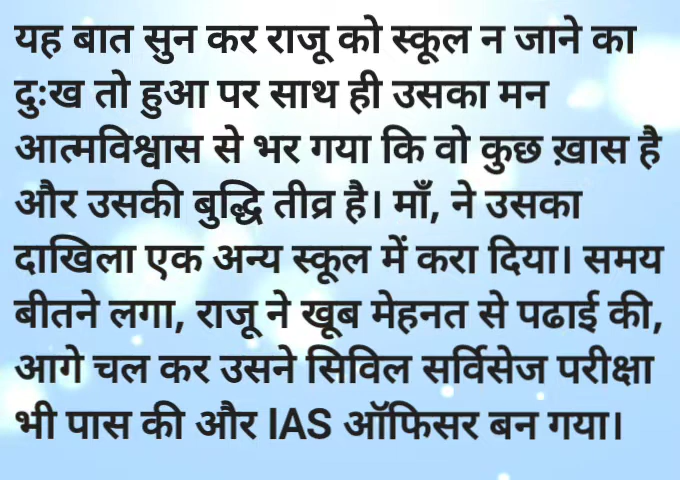 यह बात सुन कर राजू को स्कूल न जाने का
दुःख तो हुआ पर साथ ही उसका मन
आत्मविश्वास से भर गया कि वो कुछ ख़ास है
और उसकी बुद्धि तीव्र है। माँ, ने उसका
दाखिला एक अन्य स्कूल में करा दिया। समय
बीतने लगा, राजू ने खूब मेहनत से पढाई की,
आगे चल कर उसने सिविल सर्विसेज परीक्षा
भी पास की और IAS ऑफिसर बन गया।